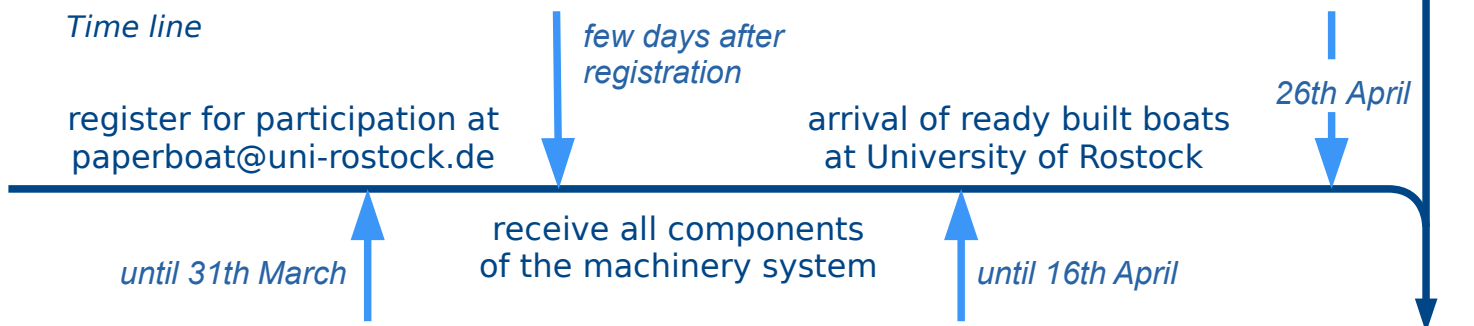 Time line
few days after
registration
26th April
register for participation at
paperboat@uni-rostock.de
arrival of ready built boats
at University of Rostock
until 31th March
receive all components
of the machinery system
until 16th April